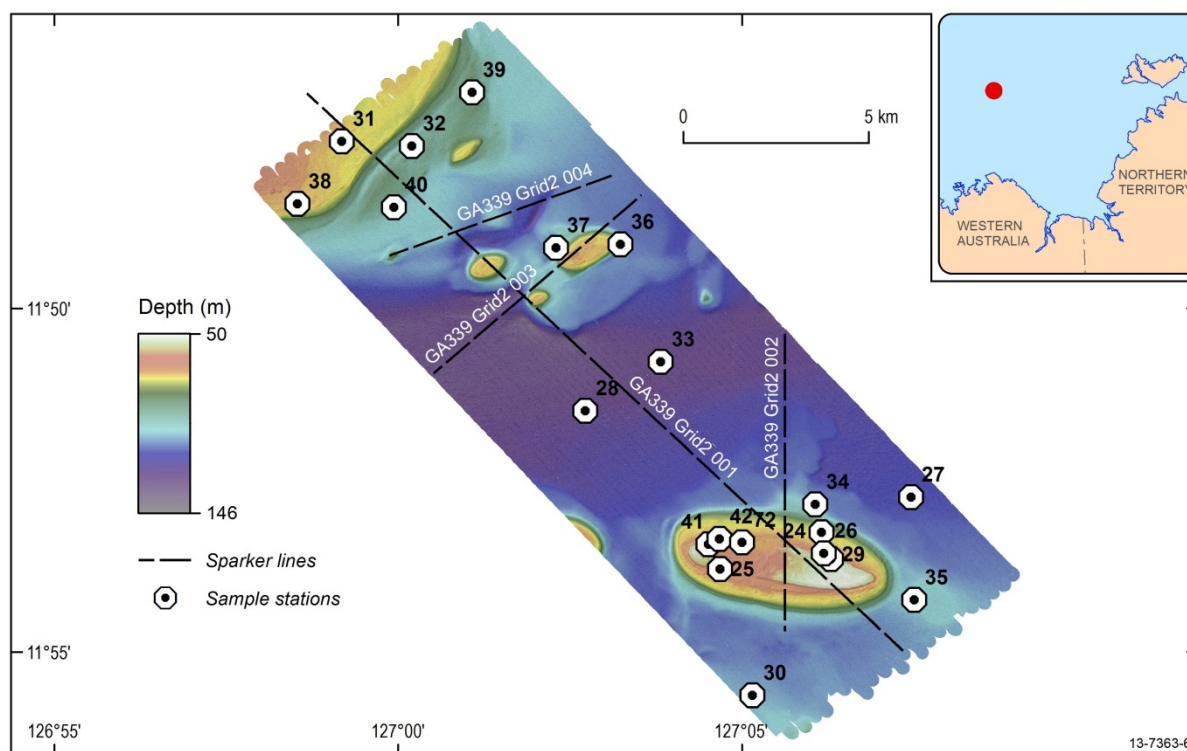 39
31
32
38
40
0
5 km
NORTHERN
TERRITORY
WESTERN
AUSTRALIA
GA339 Grid2 004
37
36
11°50'
Depth (m)
50
146
GA339 Grid2 003
33
28
GA339 Grid2 001
GA339 Grid2 002
27
34
41
42
72
24
26
25
29
35
Sparker lines
Sample stations
11°55'
30
126°55'
127°00'
127°05'
13-7363-6